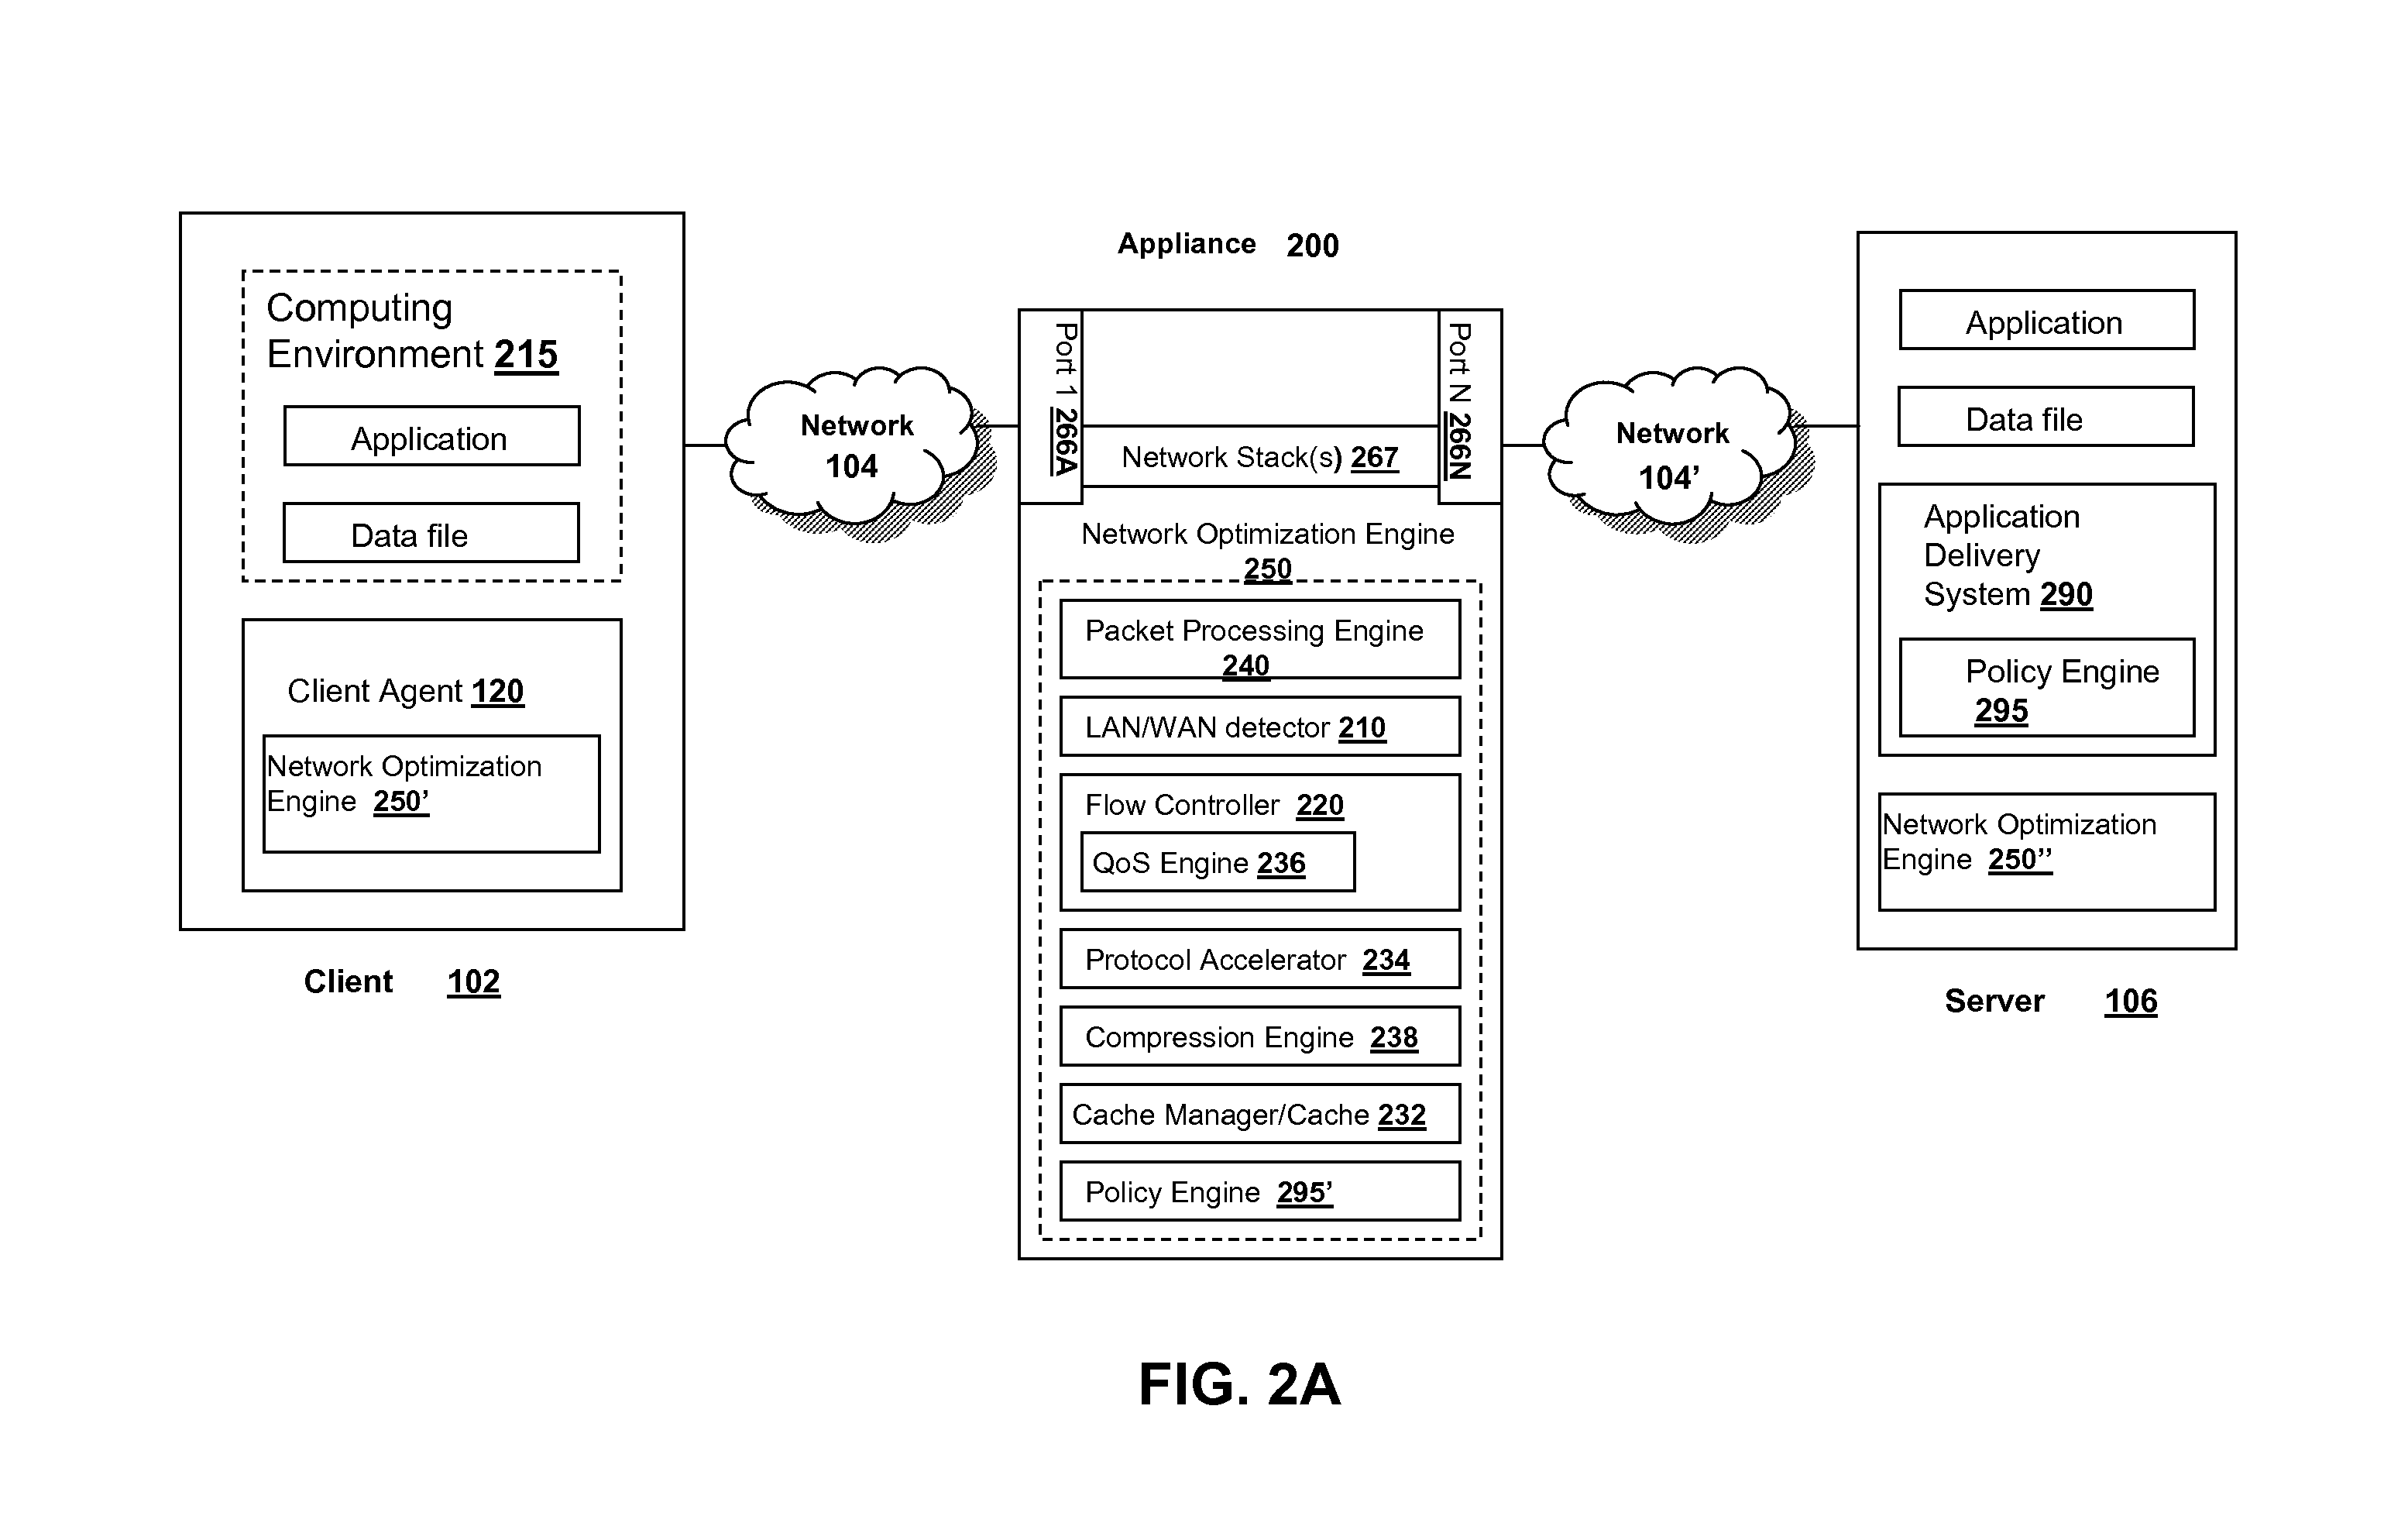 Computing
Environment 215
Application
Data file
Client Agent 120
Network Optimization
Engine 250’
Client 102
Network
104
Appliance 200
Port 1 266A
Port N 266N
Network Stack(s) 267
Network Optimization Engine
250
Packet Processing Engine
240
LAN/WAN detector 210
Flow Controller 220
QoS Engine 236
Protocol Accelerator 234
Compression Engine 238
Cache Manager/Cache 232
Policy Engine 295’
Network
104’
Application
Data file
Application
Delivery
System 290
Policy Engine
295
Network Optimization
Engine 250’’
Server 106
FIG. 2A